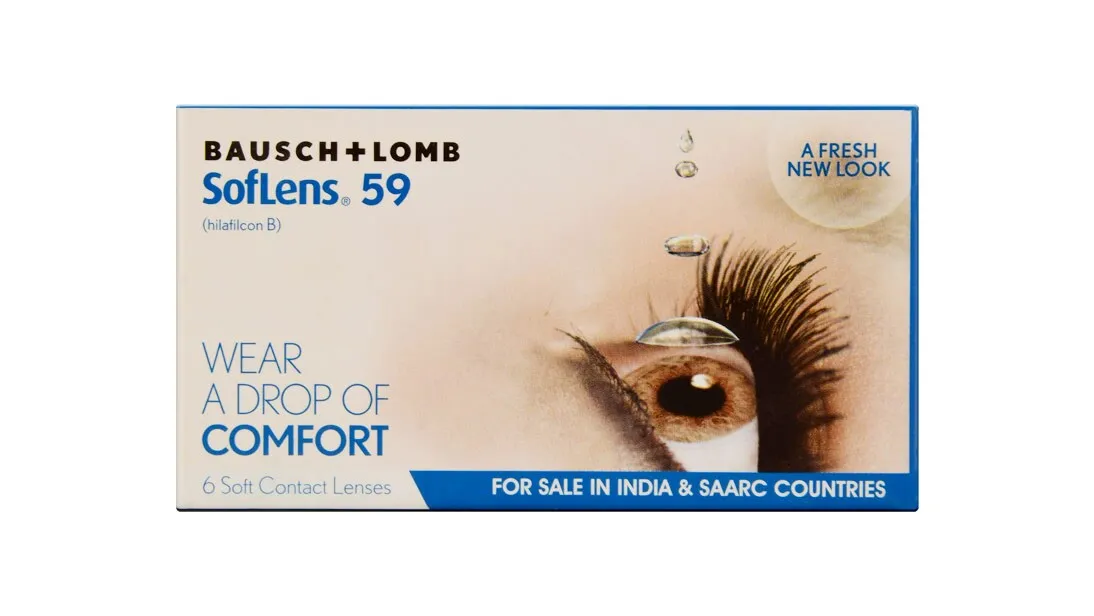 BAUSCH+LOMB
SofLens® 59
(hilafilcon B)
A FRESH
NEW LOOK
WEAR
A DROP OF
COMFORT
6 Soft Contact Lenses
FOR SALE IN INDIA & SAARC COUNTRIES